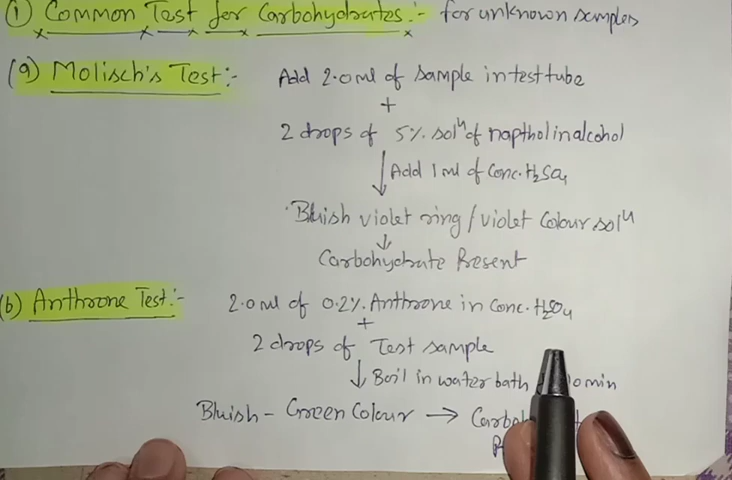 (1) Common Test for Carbohydrates :- for unknown samples
(a) Molisch's Test :- Add 2.0 ml of sample in test tube
+
2 drops of 5% solⁿ of napthol in alcohol
↓ Add 1 ml of Conc. H₂SO₄
Bluish violet ring / violet Colour solⁿ
↓
Carbohydrate Present
(b) Anthrone Test :- 2.0 ml of 0.2% Anthrone in Conc. H₂SO₄
+
2 drops of Test sample
↓ Boil in water bath min
Bluish - Green Colour →